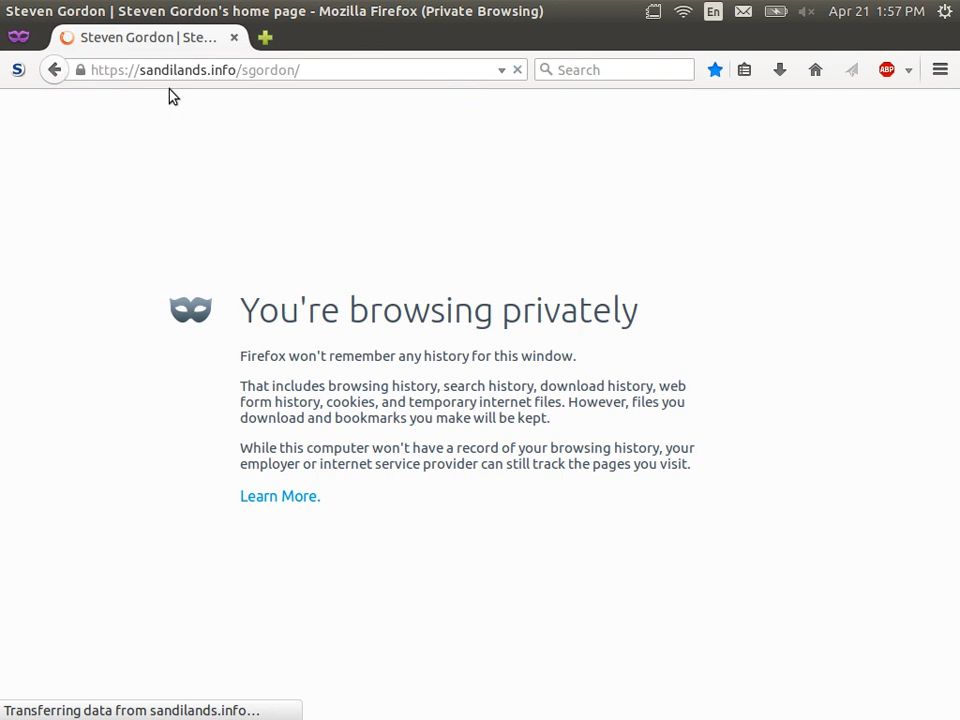 Steven Gordon | Steven Gordon's home page - Mozilla Firefox (Private Browsing)
En
Apr 21 1:57 PM
Steven Gordon | Ste...
S
https://sandilands.info/sgordon/
Search
ABP
You're browsing privately
Firefox won't remember any history for this window.
That includes browsing history, search history, download history, web
form history, cookies, and temporary internet files. However, files you
download and bookmarks you make will be kept.
While this computer won't have a record of your browsing history, your
employer or internet service provider can still track the pages you visit.
Learn More.
Transferring data from sandilands.info...